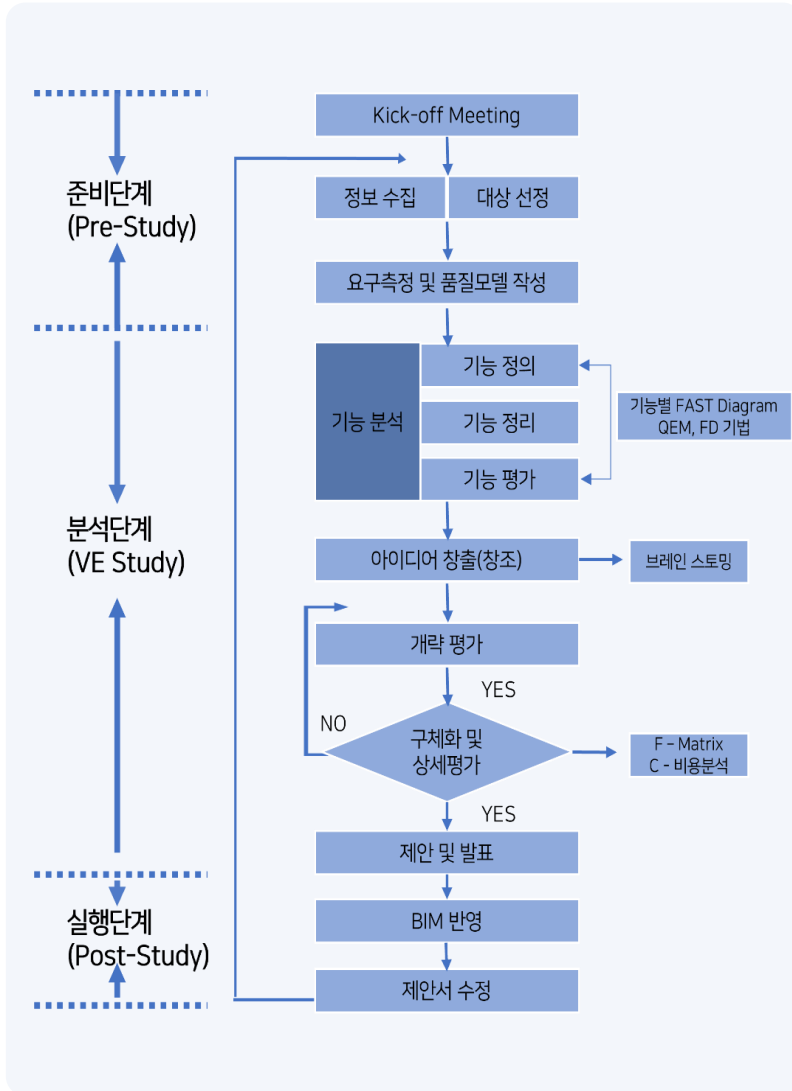 Kick-off Meeting
준비단계
(Pre-Study)
정보 수집
대상 선정
요구측정 및 품질모델 작성
기능 분석
기능 정의
기능 정리
기능 평가
기능별 FAST Diagram
QEM, FD 기법
분석단계
(VE Study)
아이디어 창출(창조)
브레인 스토밍
개략 평가
YES
NO
구체화 및
상세평가
F - Matrix
C - 비용분석
YES
제안 및 발표
실행단계
(Post-Study)
BIM 반영
제안서 수정